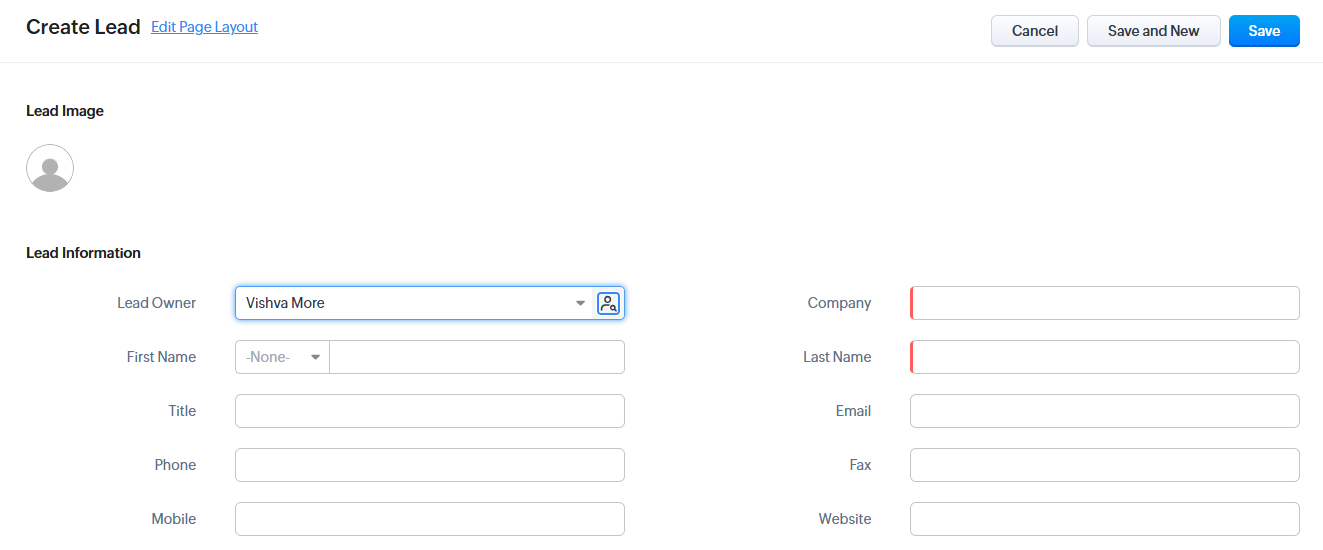 Create Lead Edit Page Layout Cancel Save and New Save
Lead Image
Lead Information
Lead Owner Vishva More Company
First Name -None- Last Name
Title Email
Phone Fax
Mobile Website